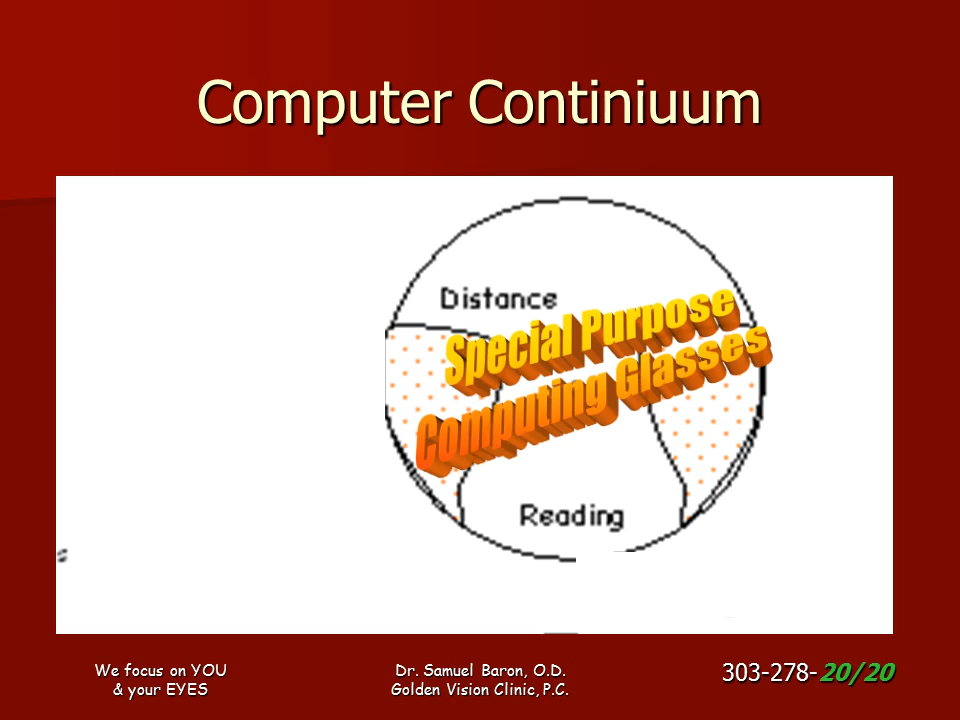 Computer Continiuum
Distance
Special Purpose
Computing Glasses
Reading
s
We focus on YOU
& your EYES
Dr. Samuel Baron, O.D.
Golden Vision Clinic, P.C.
303-278-20/20